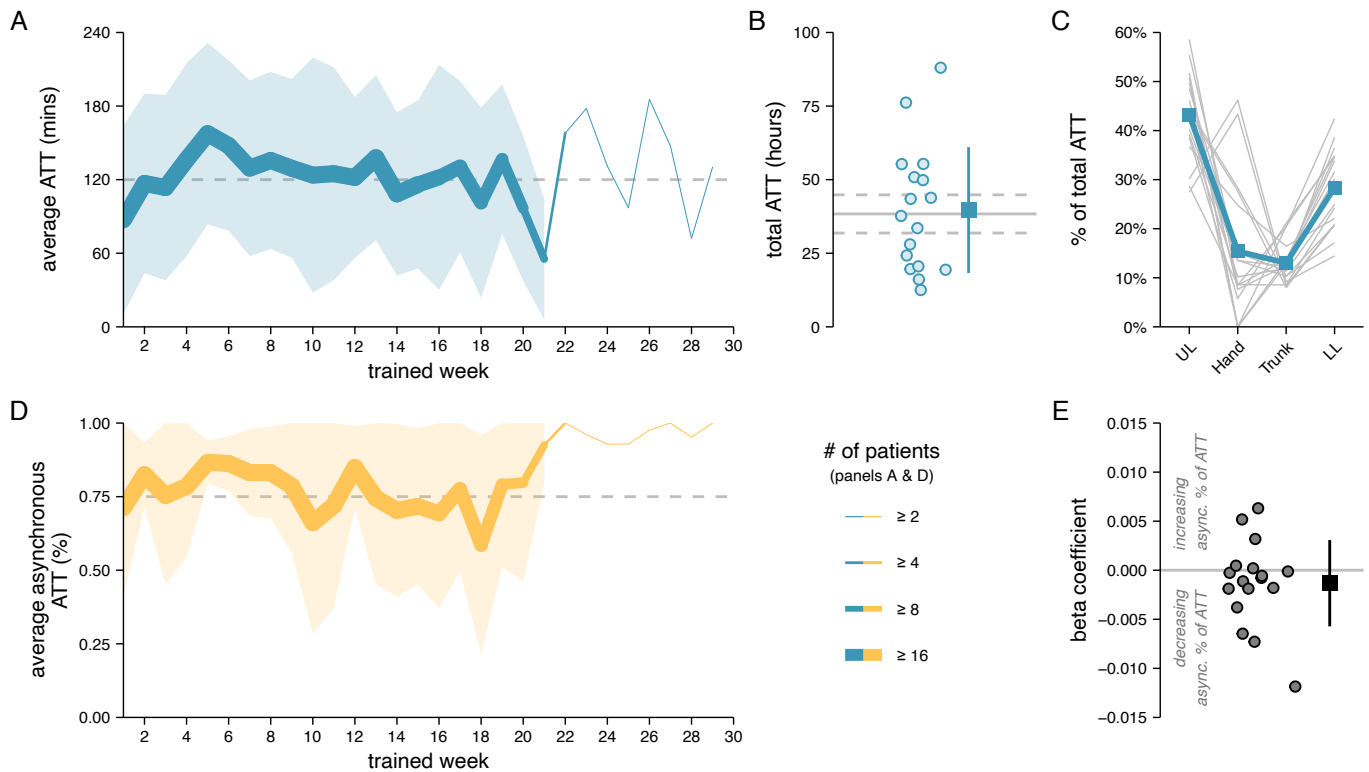 A
average ATT (mins)
240
180
120
60
0
2 4 6 8 10 12 14 16 18 20 22 24 26 28 30
trained week
B
total ATT (hours)
100
75
50
25
0
C
% of total ATT
60%
50%
40%
30%
20%
10%
0%
UL Hand Trunk LL
D
average asynchronous
ATT (%)
1.00
0.75
0.50
0.25
0.00
2 4 6 8 10 12 14 16 18 20 22 24 26 28 30
trained week
# of patients
(panels A & D)
≥ 2
≥ 4
≥ 8
≥ 16
E
beta coefficient
0.015
0.010
0.005
0.000
−0.005
−0.010
−0.015
increasing
async. % of ATT
decreasing
async. % of ATT